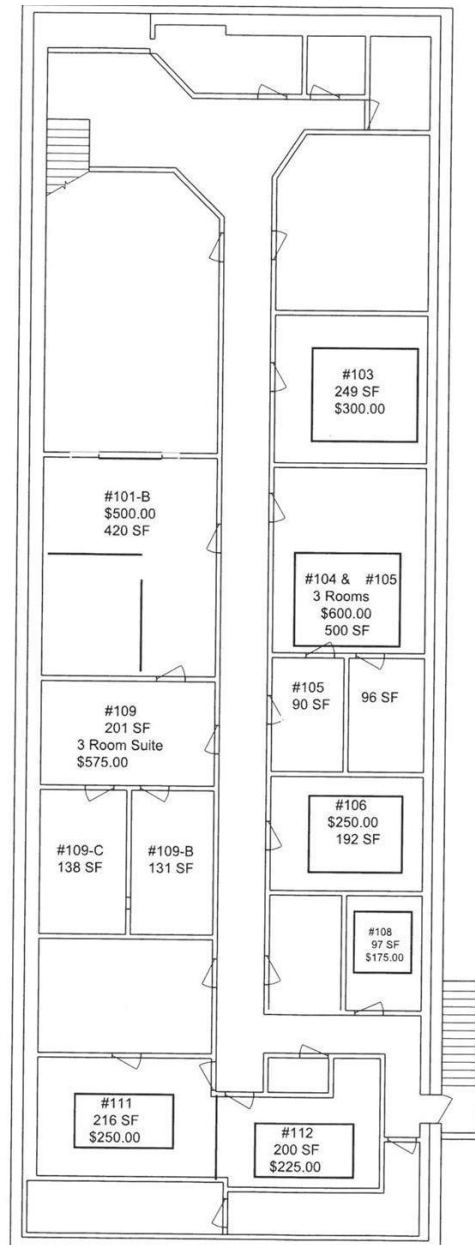 #103
249 SF
$300.00
#101-B
$500.00
420 SF
#104 & #105
3 Rooms
$600.00
500 SF
#105
90 SF
96 SF
#109
201 SF
3 Room Suite
$575.00
#106
$250.00
192 SF
#109-C
138 SF
#109-B
131 SF
#108
97 SF
$175.00
#111
216 SF
$250.00
#112
200 SF
$225.00